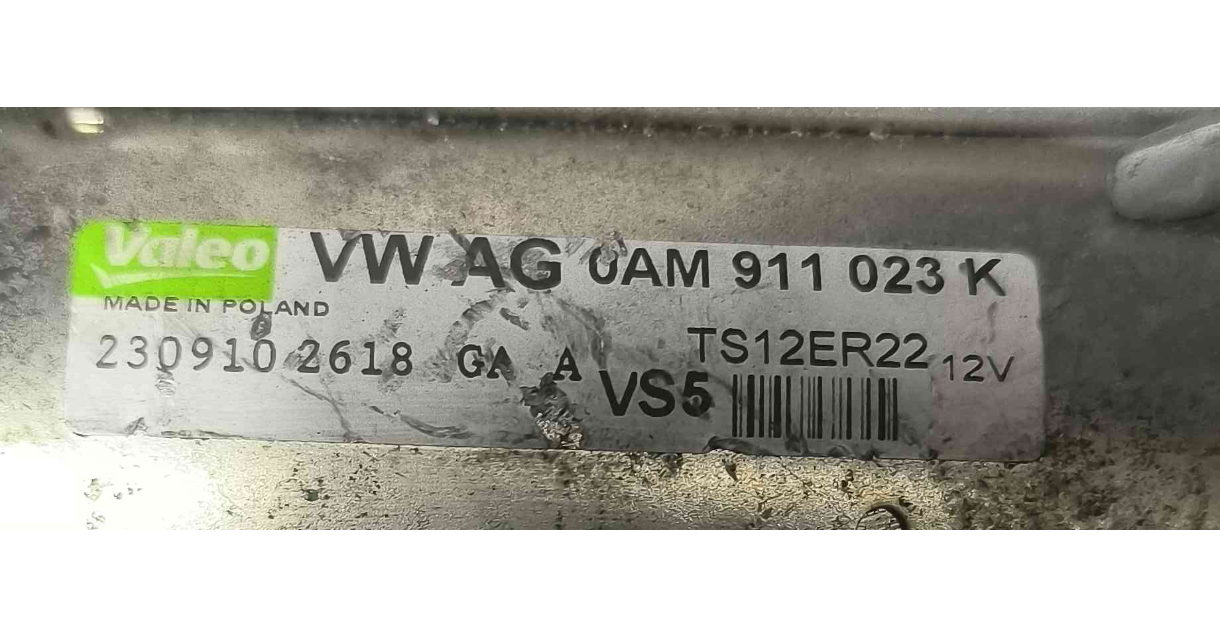 Valeo VW AG 0AM 911 023 K
MADE IN POLAND
230910 2618 GA A TS12ER22 12V
VS5